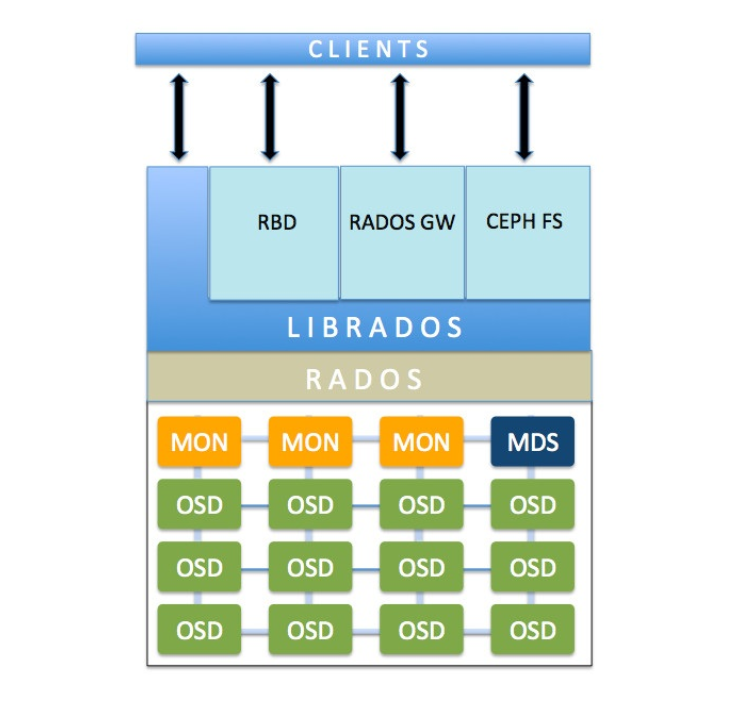 CLIENTS
RBD RADOS GW CEPH FS
LIBRADOS
RADOS
MON MON MON MDS
OSD OSD OSD OSD
OSD OSD OSD OSD
OSD OSD OSD OSD